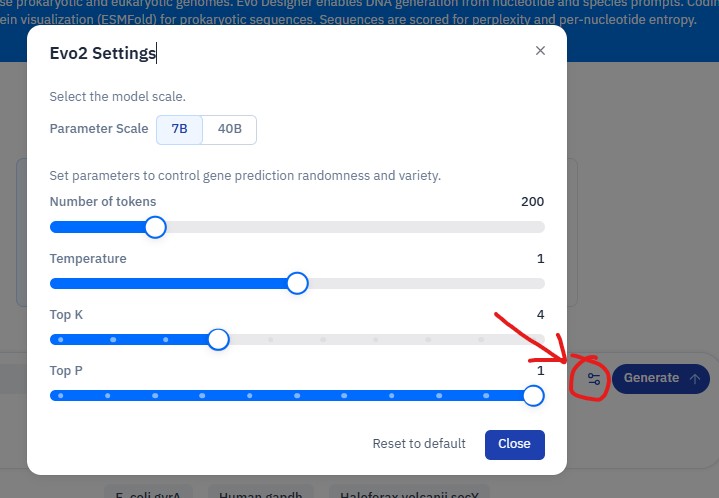 se prokaryotic and eukaryotic genomes. Evo Designer enables DNA generation from nucleotide and species prompts. Codin
ein visualization (ESMFold) for prokaryotic sequences. Sequences are scored for perplexity and per-nucleotide entropy.
Evo2 Settings
Select the model scale.
Parameter Scale 7B 40B
Set parameters to control gene prediction randomness and variety.
Number of tokens 200
Temperature 1
Top K 4
Top P 1
Generate
Reset to default Close
E. coli gyrA Human gapdh Haloferax volcanii secY